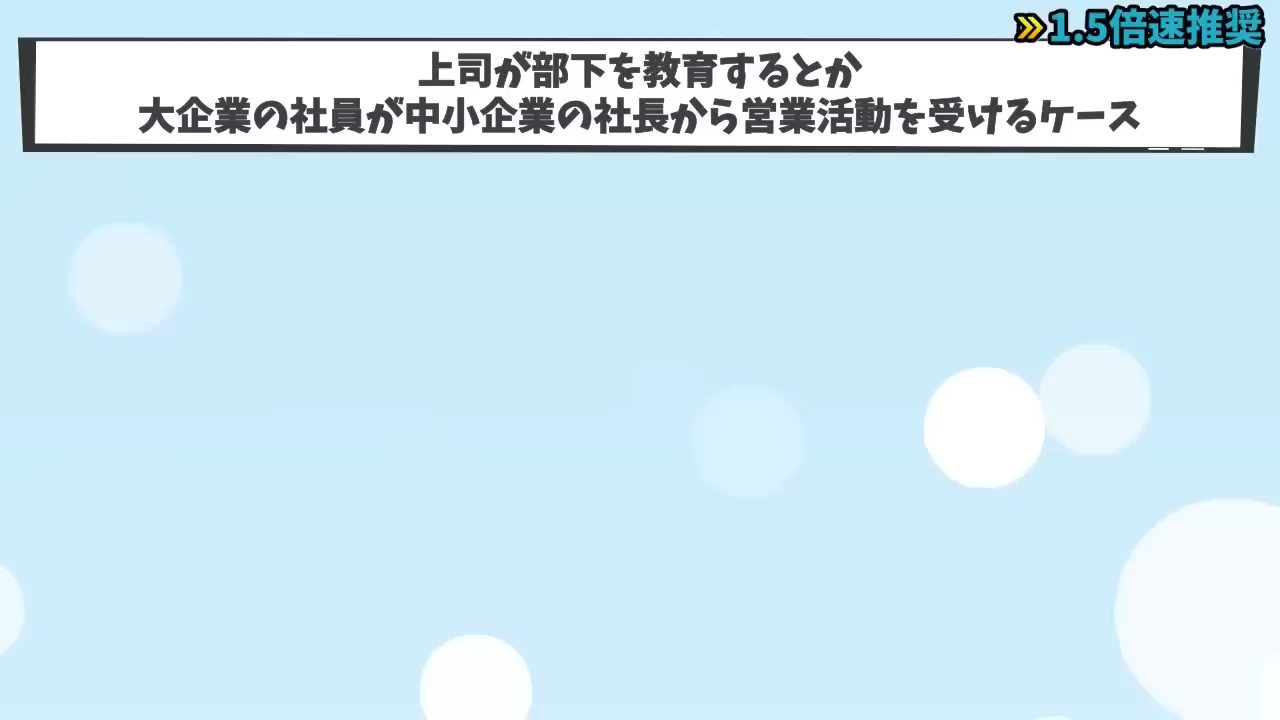 1.5倍速推奨
上司が部下を教育するとか
大企業の社員が中小企業の社長から営業活動を受けるケース